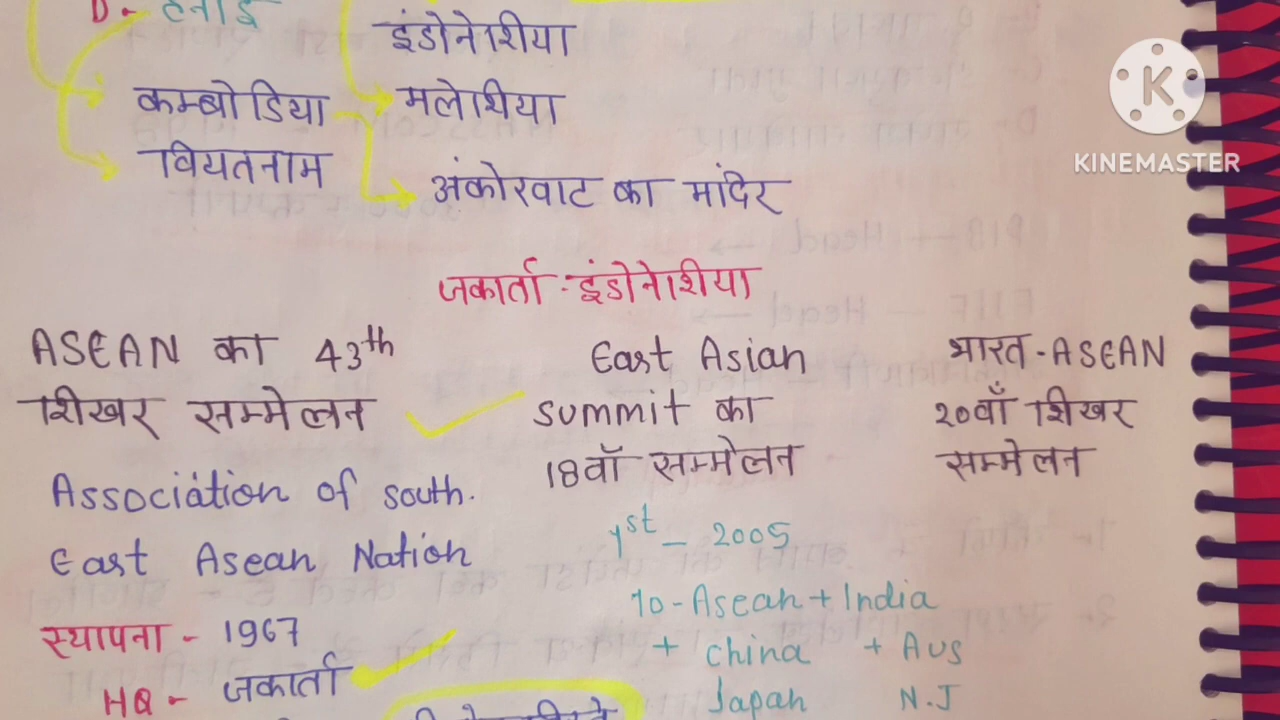 D-
इंडोनेशिया
कम्बोडिया
मलेशिया
वियतनाम
अंकोरवाट का मंदिर
KINEMASTER
जकार्ता-इंडोनेशिया
ASEAN का 43th
शिखर सम्मेलन
Association of south.
East Asean Nation
स्थापना - 1967
HQ - जकार्ता
East Asian
summit का
18वॉ सम्मेलन
1st - 2005
10-Asean + India
+ china + Aus
Japan N.J
भारत-ASEAN
20वाँ शिखर
सम्मेलन